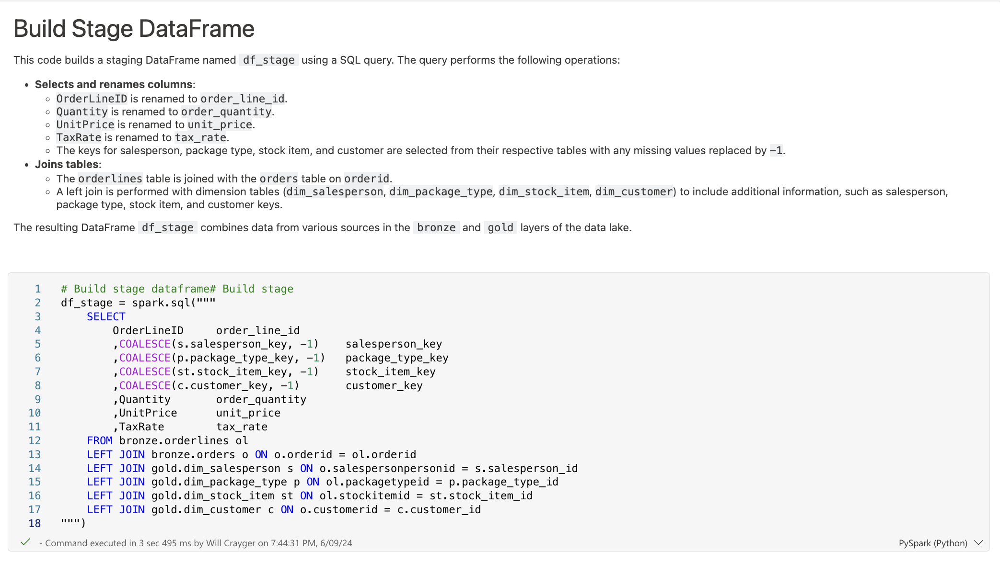 Build Stage DataFrame
This code builds a staging DataFrame named df_stage using a SQL query. The query performs the following operations:
• Selects and renames columns:
◦ OrderLineID is renamed to order_line_id.
◦ Quantity is renamed to order_quantity.
◦ UnitPrice is renamed to unit_price.
◦ TaxRate is renamed to tax_rate.
◦ The keys for salesperson, package type, stock item, and customer are selected from their respective tables with any missing values replaced by -1.
• Joins tables:
◦ The orderlines table is joined with the orders table on orderid.
◦ A left join is performed with dimension tables (dim_salesperson, dim_package_type, dim_stock_item, dim_customer) to include additional information, such as salesperson,
package type, stock item, and customer keys.
The resulting DataFrame df_stage combines data from various sources in the bronze and gold layers of the data lake.
1 # Build stage dataframe# Build stage
2 df_stage = spark.sql("""
3     SELECT
4         OrderLineID     order_line_id
5         ,COALESCE(s.salesperson_key, -1)    salesperson_key
6         ,COALESCE(p.package_type_key, -1)   package_type_key
7         ,COALESCE(st.stock_item_key, -1)    stock_item_key
8         ,COALESCE(c.customer_key, -1)       customer_key
9         ,Quantity       order_quantity
10         ,UnitPrice      unit_price
11         ,TaxRate        tax_rate
12     FROM bronze.orderlines ol
13     LEFT JOIN bronze.orders o ON o.orderid = ol.orderid
14     LEFT JOIN gold.dim_salesperson s ON o.salespersonpersonid = s.salesperson_id
15     LEFT JOIN gold.dim_package_type p ON ol.packagetypeid = p.package_type_id
16     LEFT JOIN gold.dim_stock_item st ON ol.stockitemid = st.stock_item_id
17     LEFT JOIN gold.dim_customer c ON o.customerid = c.customer_id
18 """)
- Command executed in 3 sec 495 ms by Will Crayger on 7:44:31 PM, 6/09/24 PySpark (Python)